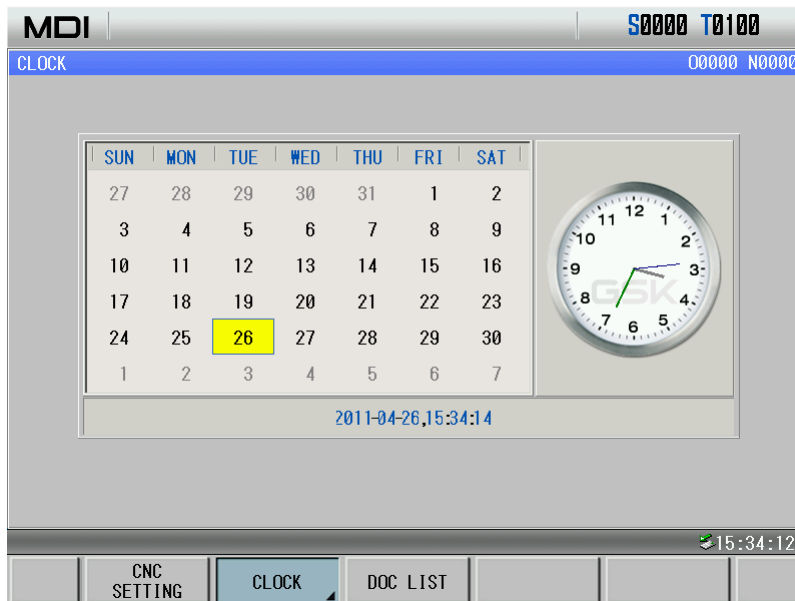 MDI S0000 T0100
CLOCK O0000 N0000
SUN MON TUE WED THU FRI SAT
27 28 29 30 31 1 2
3 4 5 6 7 8 9
10 11 12 13 14 15 16
17 18 19 20 21 22 23
24 25 26 27 28 29 30
1 2 3 4 5 6 7
11 12 1
10 2
9 3
GSK
8 4
7 6 5
2011-04-26,15:34:14
15:34:12
CNC SETTING CLOCK DOC LIST